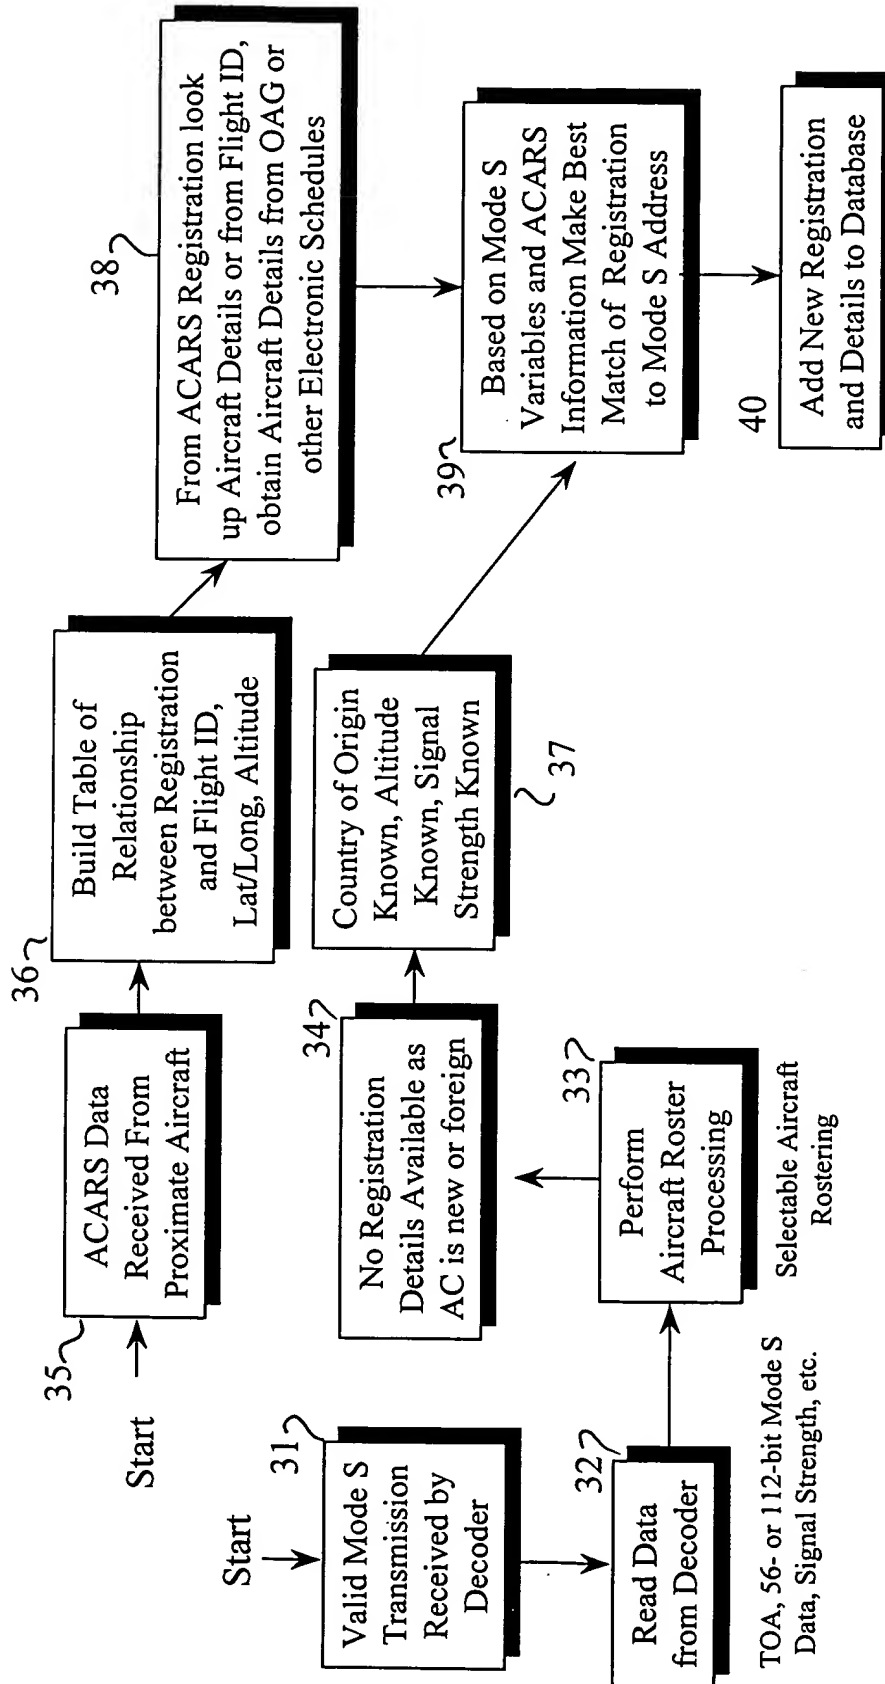 Start
35
ACARS Data
Received From
Proximate Aircraft
36
Build Table of
Relationship
between Registration
and Flight ID,
Lat/Long, Altitude
38
From ACARS Registration look
up Aircraft Details or from Flight ID,
obtain Aircraft Details from OAG or
other Electronic Schedules
Start
31
Valid Mode S
Transmission
Received by
Decoder
32
Read Data
from Decoder
TOA, 56- or 112-bit Mode S
Data, Signal Strength, etc.
33
Perform
Aircraft Roster
Processing
Selectable Aircraft
Rostering
34
No Registration
Details Available as
AC is new or foreign
Country of Origin
Known, Altitude
Known, Signal
Strength Known
37
39
Based on Mode S
Variables and ACARS
Information Make Best
Match of Registration
to Mode S Address
40
Add New Registration
and Details to Database